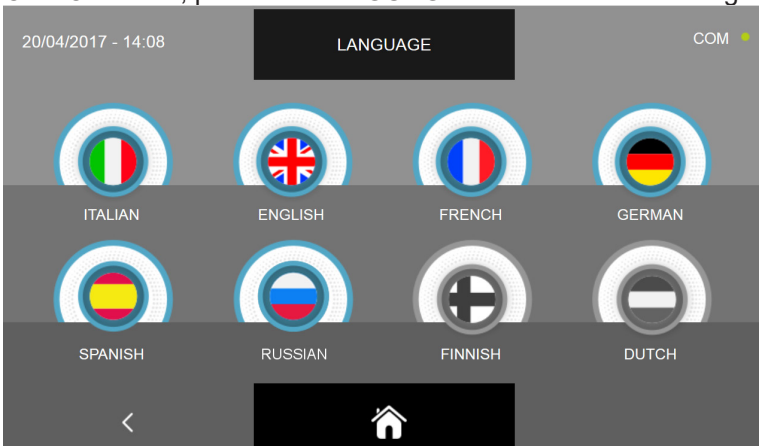 20/04/2017 - 14:08
LANGUAGE
COM
ITALIAN
ENGLISH
FRENCH
GERMAN
SPANISH
RUSSIAN
FINNISH
DUTCH